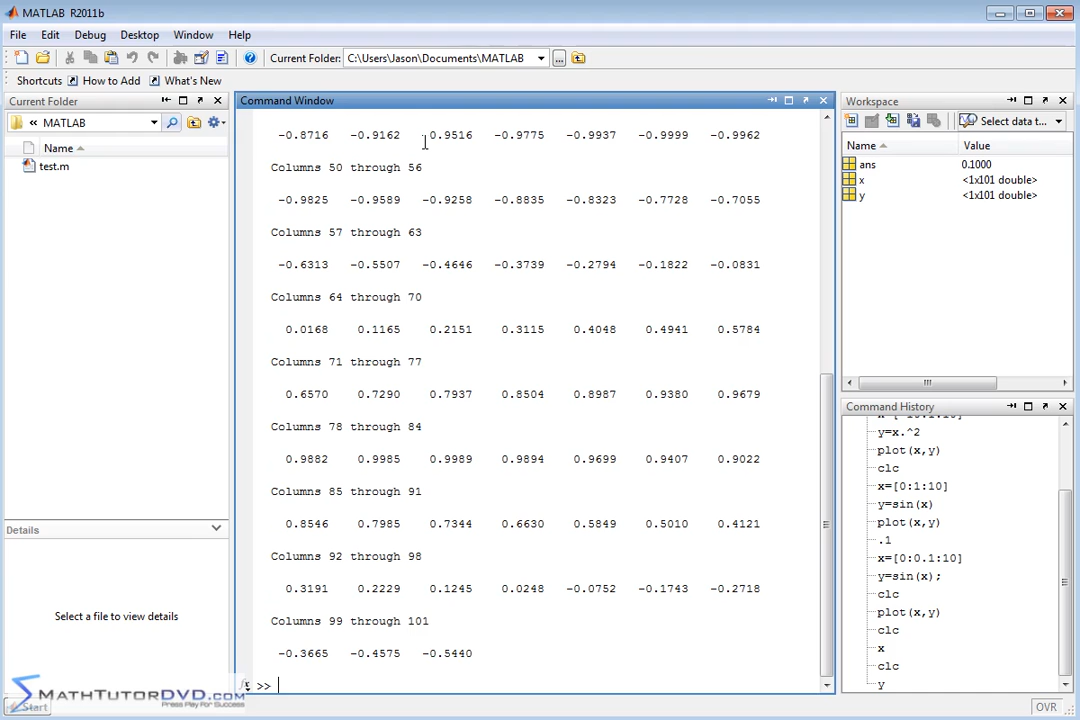 MATLAB R2011b
File Edit Debug Desktop Window Help
Current Folder: C:\Users\Jason\Documents\MATLAB ...
Shortcuts How to Add What's New
Current Folder
« MATLAB
Name
test.m
Details
Select a file to view details
Command Window
-0.8716 -0.9162 -0.9516 -0.9775 -0.9937 -0.9999 -0.9962
Columns 50 through 56
-0.9825 -0.9589 -0.9258 -0.8835 -0.8323 -0.7728 -0.7055
Columns 57 through 63
-0.6313 -0.5507 -0.4646 -0.3739 -0.2794 -0.1822 -0.0831
Columns 64 through 70
0.0168 0.1165 0.2151 0.3115 0.4048 0.4941 0.5784
Columns 71 through 77
0.6570 0.7290 0.7937 0.8504 0.8987 0.9380 0.9679
Columns 78 through 84
0.9882 0.9985 0.9989 0.9894 0.9699 0.9407 0.9022
Columns 85 through 91
0.8546 0.7985 0.7344 0.6630 0.5849 0.5010 0.4121
Columns 92 through 98
0.3191 0.2229 0.1245 0.0248 -0.0752 -0.1743 -0.2718
Columns 99 through 101
-0.3665 -0.4575 -0.5440
fx >>
Workspace
Select data t...
Name Value
ans 0.1000
x <1x101 double>
y <1x101 double>
Command History
y=x.^2
plot(x,y)
clc
x=[0:1:10]
y=sin(x)
plot(x,y)
.1
x=[0:0.1:10]
y=sin(x);
clc
plot(x,y)
clc
x
clc
y
MathTutorDVD.com
Press Play For Success
Start
OVR